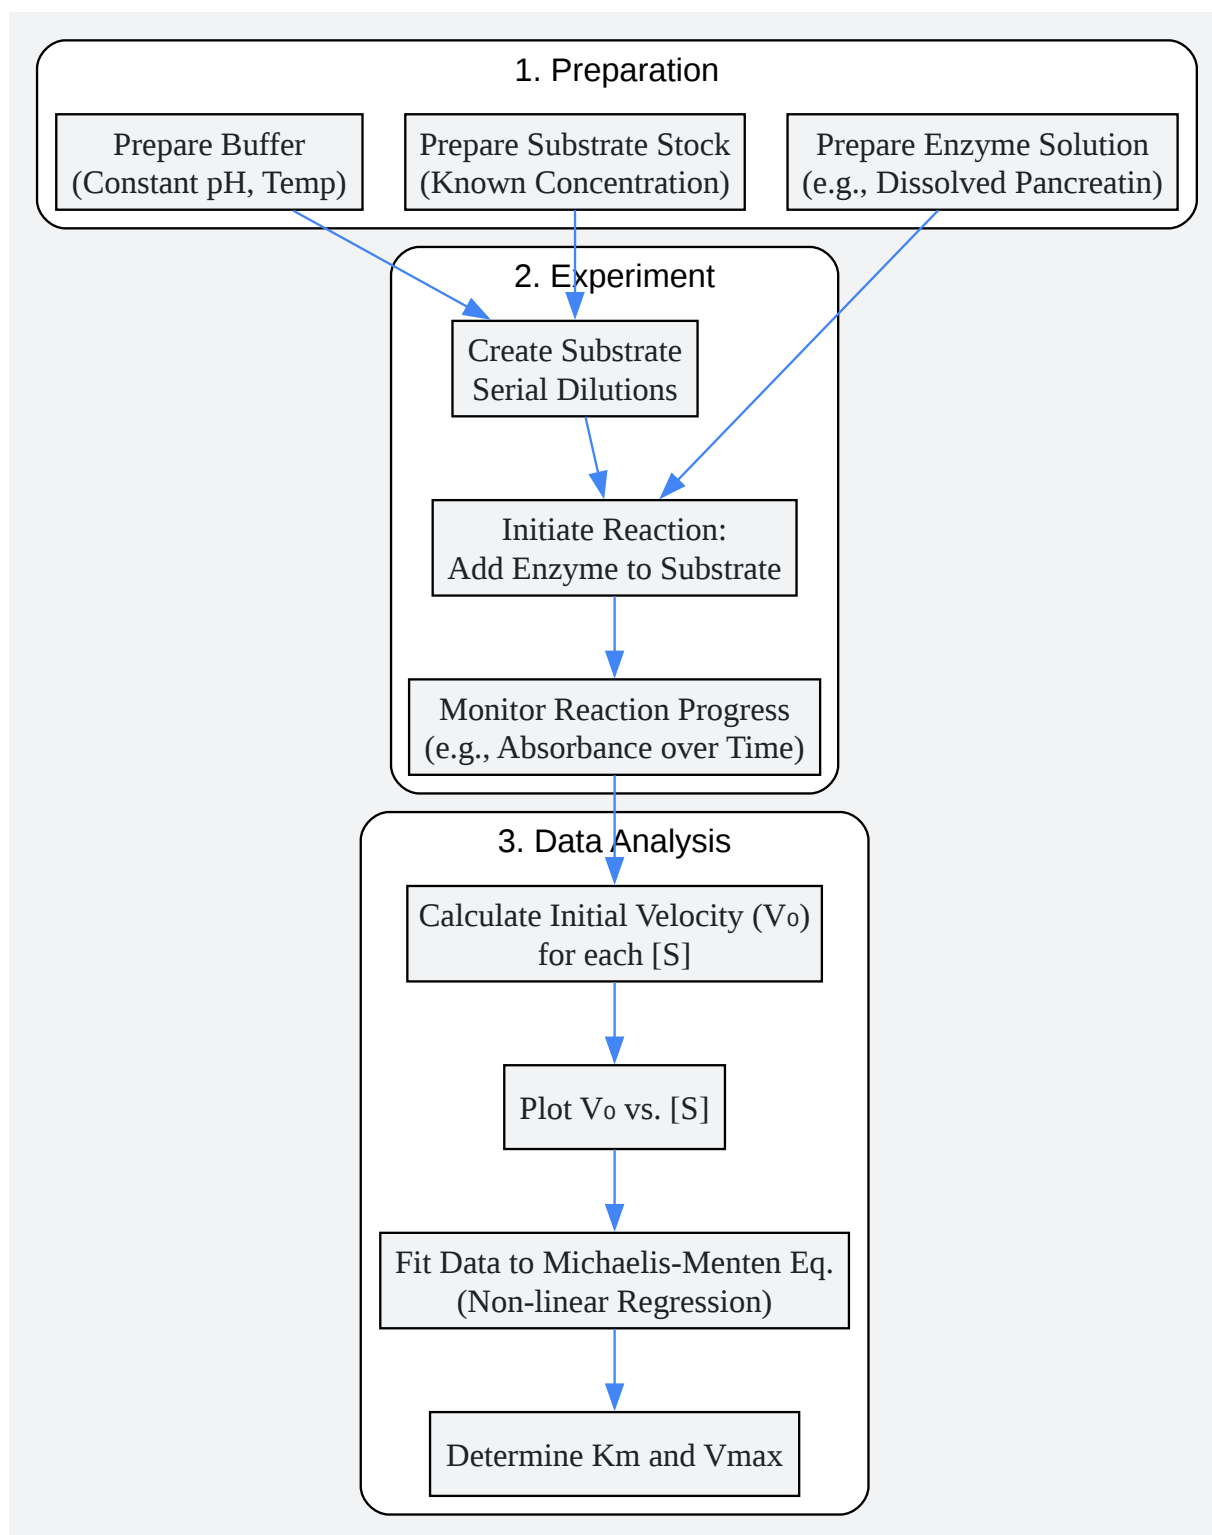 1. Preparation
Prepare Buffer
(Constant pH, Temp)
Prepare Substrate Stock
(Known Concentration)
Prepare Enzyme Solution
(e.g., Dissolved Pancreatin)
2. Experiment
Create Substrate
Serial Dilutions
Initiate Reaction:
Add Enzyme to Substrate
Monitor Reaction Progress
(e.g., Absorbance over Time)
3. Data Analysis
Calculate Initial Velocity (V₀)
for each [S]
Plot V₀ vs. [S]
Fit Data to Michaelis-Menten Eq.
(Non-linear Regression)
Determine Km and Vmax